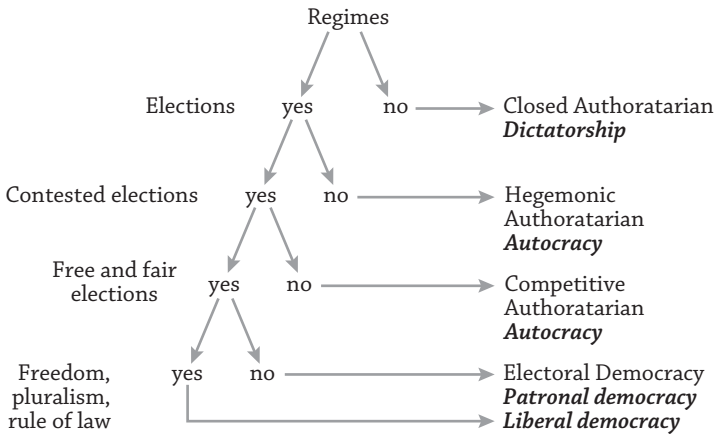 Regimes
Elections yes no Closed Authoratarian
Dictatorship
Contested elections yes no Hegemonic
Authoratarian
Autocracy
Free and fair
elections yes no Competitive
Authoratarian
Autocracy
Freedom, yes no Electoral Democracy
pluralism, Patronal democracy
rule of law Liberal democracy